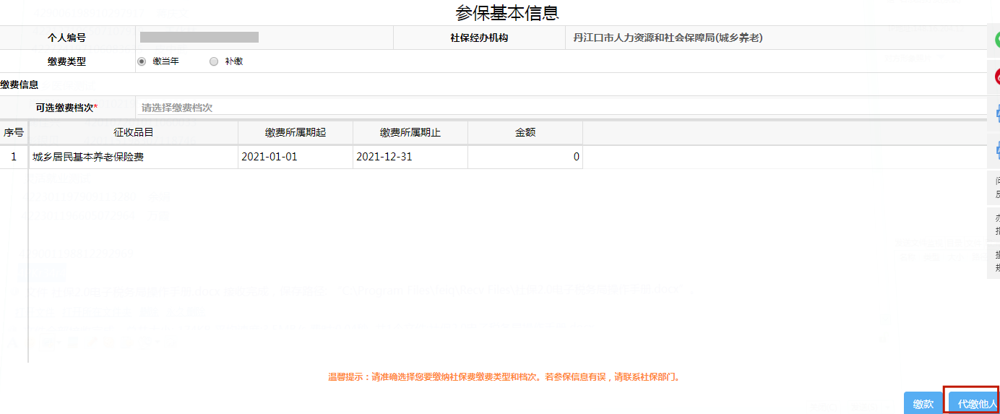 参保基本信息
个人编号 社保经办机构 丹江口市人力资源和社会保障局(城乡养老)
缴费类型 缴当年 补缴
缴费信息
可选缴费档次* 请选择缴费档次
序号 征收品目 缴费所属期起 缴费所属期止 金额
1 城乡居民基本养老保险费 2021-01-01 2021-12-31 0
温馨提示：请准确选择您要缴纳社保费缴费类型和档次。若参保信息有误，请联系社保部门。
缴款 代缴他人